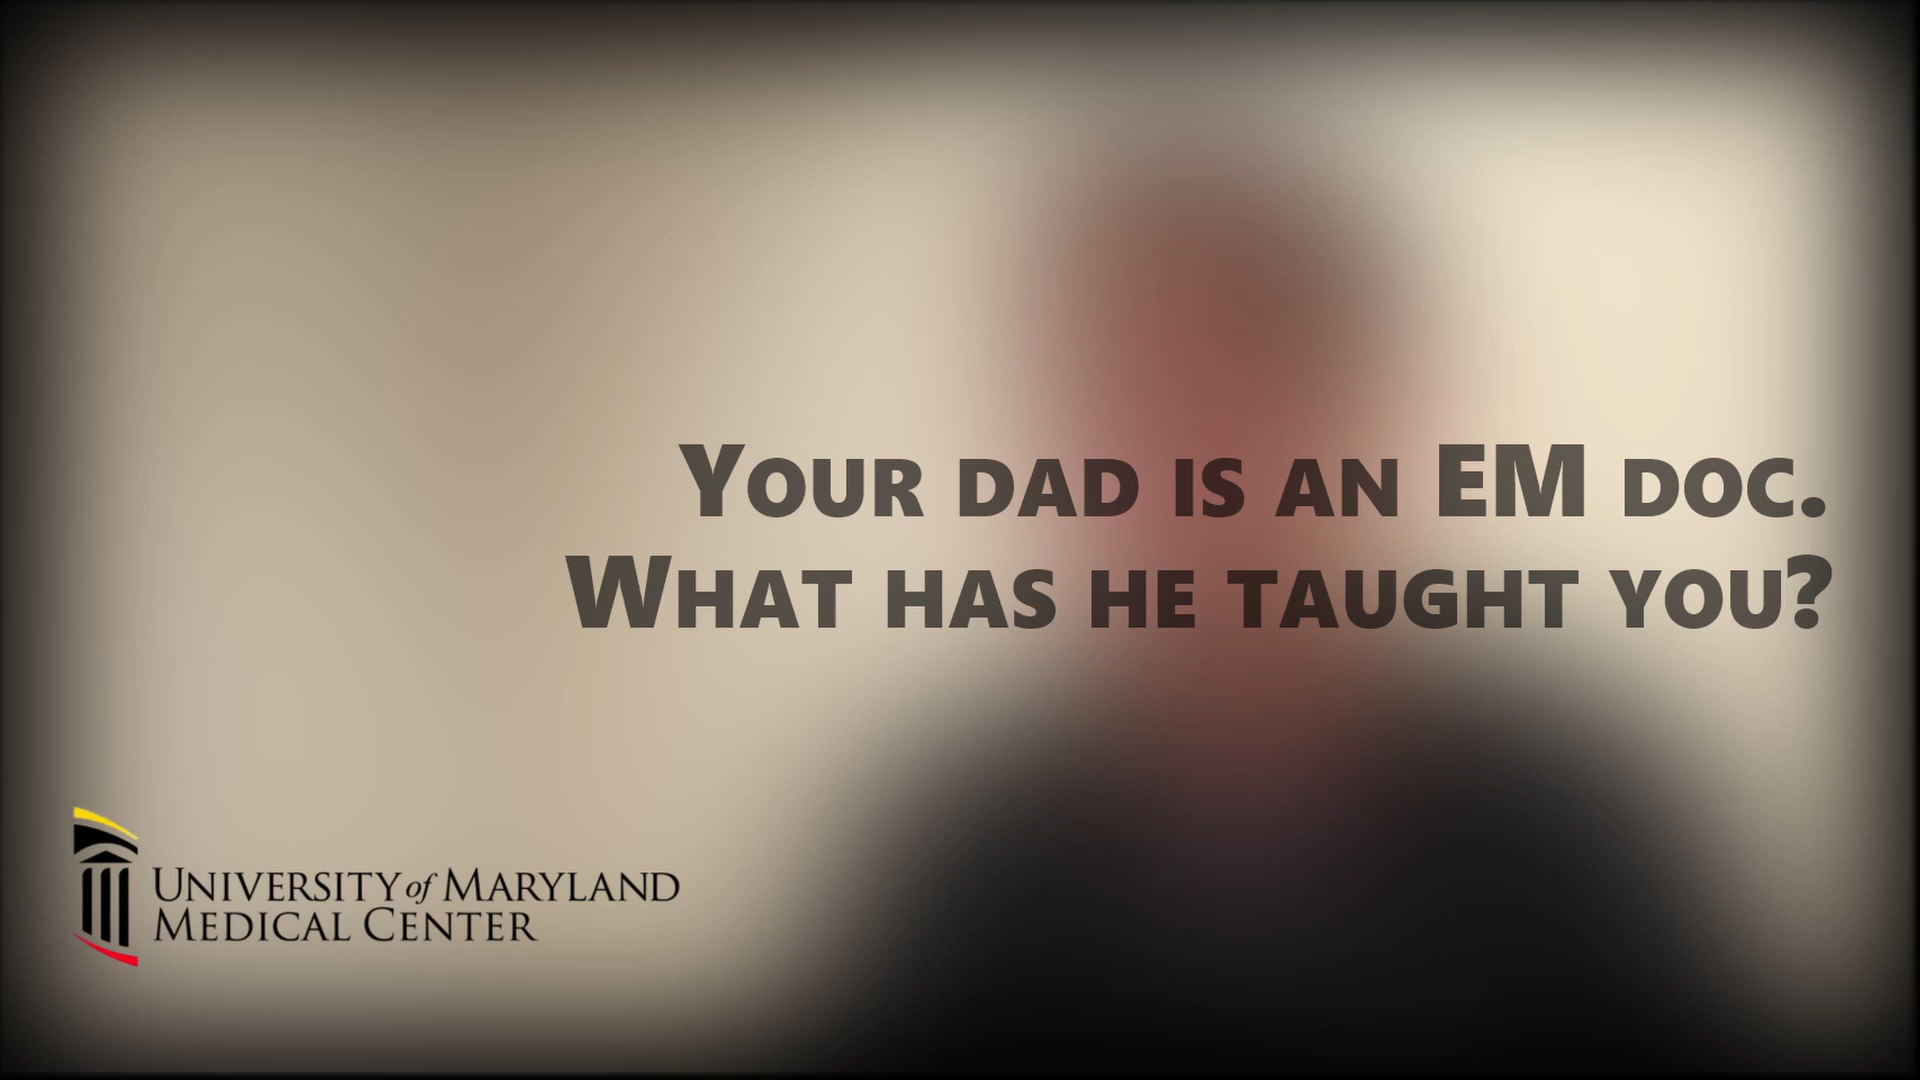 Your dad is an EM doc.
What has he taught you?
University of Maryland
Medical Center